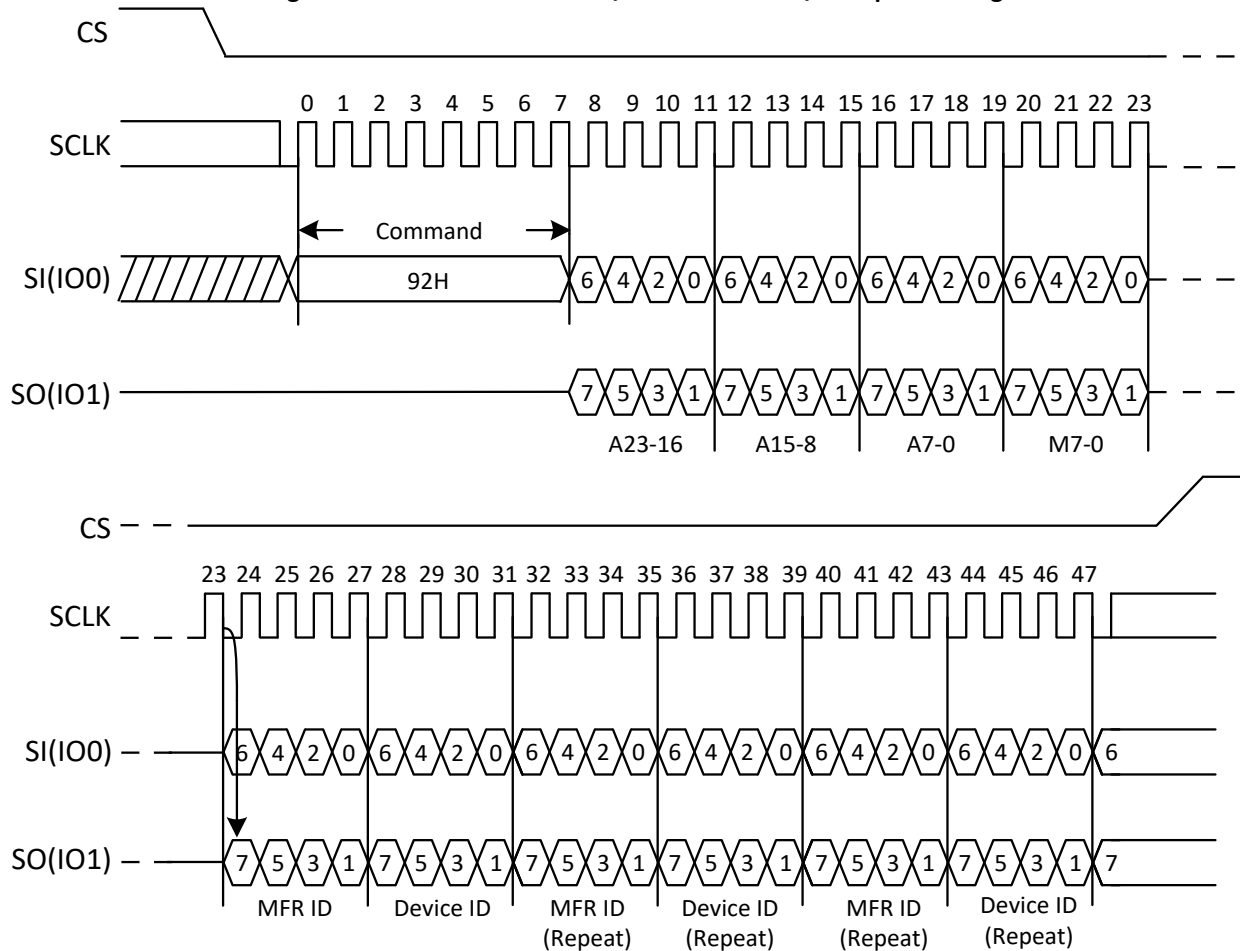 CS
0 1 2 3 4 5 6 7 8 9 10 11 12 13 14 15 16 17 18 19 20 21 22 23
SCLK
Command
SI(IO0) 92H 6 4 2 0 6 4 2 0 6 4 2 0 6 4 2 0
SO(IO1) 7 5 3 1 7 5 3 1 7 5 3 1 7 5 3 1
A23-16 A15-8 A7-0 M7-0
CS
23 24 25 26 27 28 29 30 31 32 33 34 35 36 37 38 39 40 41 42 43 44 45 46 47
SCLK
SI(IO0) 6 4 2 0 6 4 2 0 6 4 2 0 6 4 2 0 6 4 2 0 6 4 2 0 6
SO(IO1) 7 5 3 1 7 5 3 1 7 5 3 1 7 5 3 1 7 5 3 1 7 5 3 1 7
MFR ID Device ID MFR ID Device ID MFR ID Device ID
(Repeat) (Repeat) (Repeat) (Repeat)